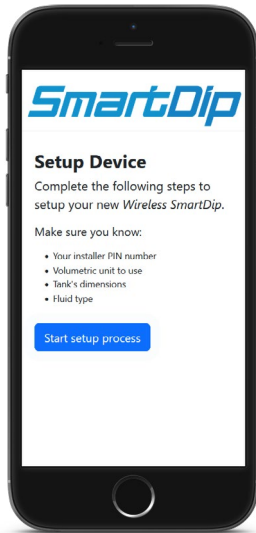 SmartDip
Setup Device
Complete the following steps to
setup your new Wireless SmartDip.
Make sure you know:
• Your installer PIN number
• Volumetric unit to use
• Tank's dimensions
• Fluid type
Start setup process